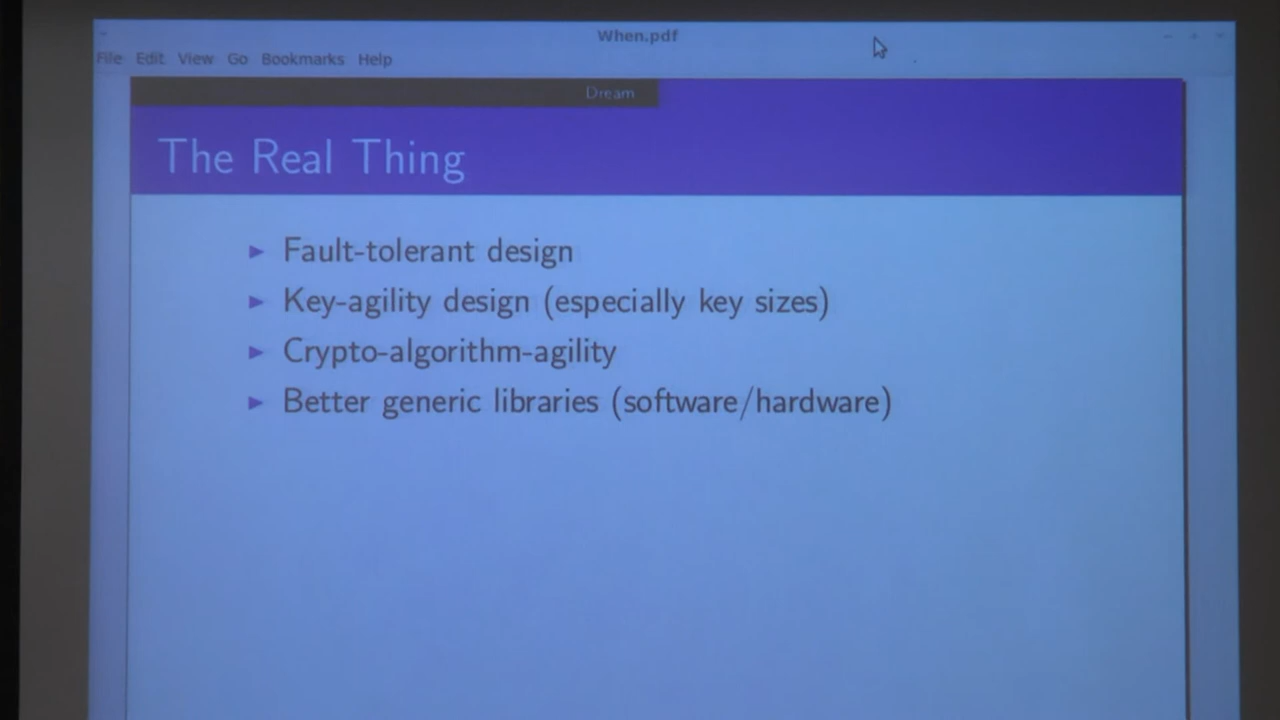 When.pdf
File Edit View Go Bookmarks Help
Dream
The Real Thing
Fault-tolerant design
Key-agility design (especially key sizes)
Crypto-algorithm-agility
Better generic libraries (software/hardware)